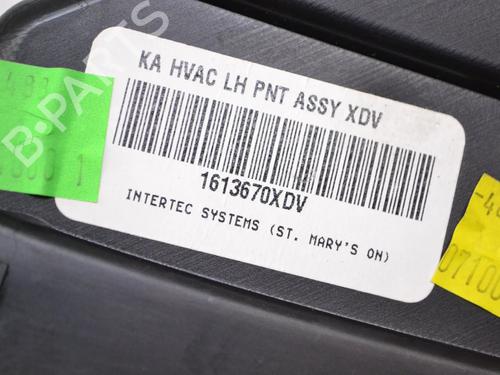 KA HVAC LH PNT ASSY XDV
1613670XDV
INTERTEC SYSTEMS (ST. MARY'S ON)
B-PARTS